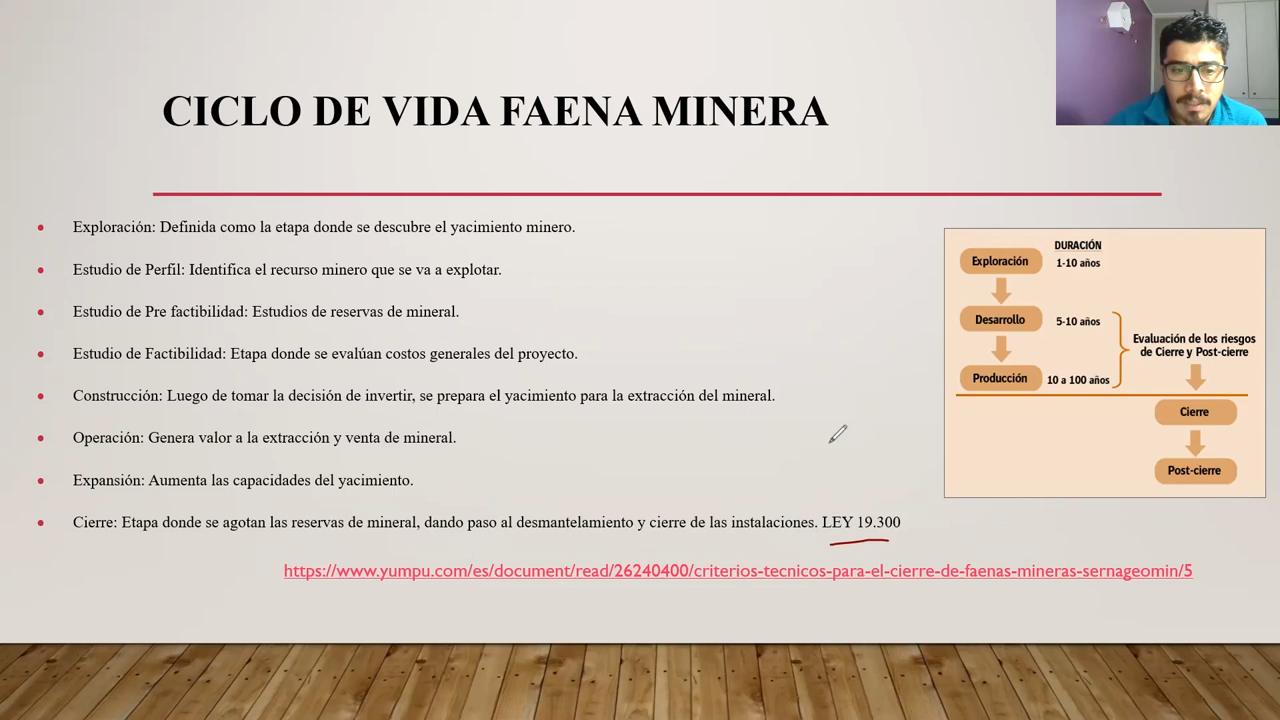 CICLO DE VIDA FAENA MINERA
Exploración: Definida como la etapa donde se descubre el yacimiento minero.
Estudio de Perfil: Identifica el recurso minero que se va a explotar.
Estudio de Pre factibilidad: Estudios de reservas de mineral.
Estudio de Factibilidad: Etapa donde se evalúan costos generales del proyecto.
Construcción: Luego de tomar la decisión de invertir, se prepara el yacimiento para la extracción del mineral.
Operación: Genera valor a la extracción y venta de mineral.
Expansión: Aumenta las capacidades del yacimiento.
Cierre: Etapa donde se agotan las reservas de mineral, dando paso al desmantelamiento y cierre de las instalaciones. LEY 19.300
https://www.yumpu.com/es/document/read/26240400/criterios-tecnicos-para-el-cierre-de-faenas-mineras-sernageomin/5
DURACIÓN
Exploración 1-10 años
Desarrollo 5-10 años
Producción 10 a 100 años
Evaluación de los riesgos
de Cierre y Post-cierre
Cierre
Post-cierre